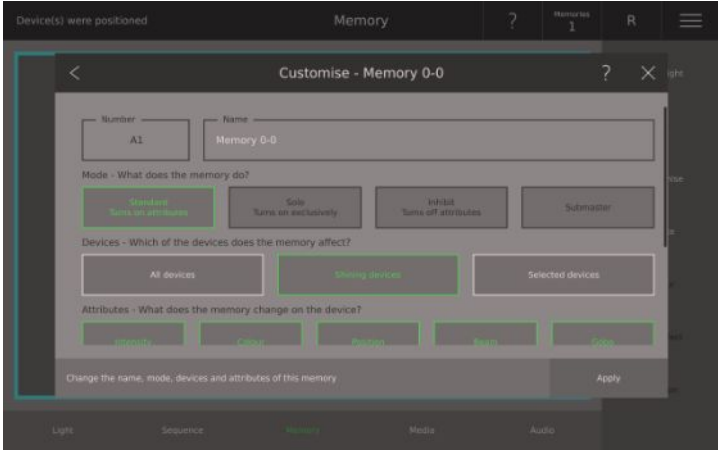 Device(s) were positioned
Memory
?
Memories
1
R
Customise - Memory 0-0
?
Number
A1
Name
Memory 0-0
Mode - What does the memory do?
Standard
Turns on attributes
Solo
Turns on exclusively
Inhibit
Turns off attributes
Submaster
Devices - Which of the devices does the memory affect?
All devices
Shining devices
Selected devices
Attributes - What does the memory change on the device?
Intensity
Colour
Position
Beam
Gobo
Change the name, mode, devices and attributes of this memory
Apply
Light
Sequence
Memory
Media
Audio